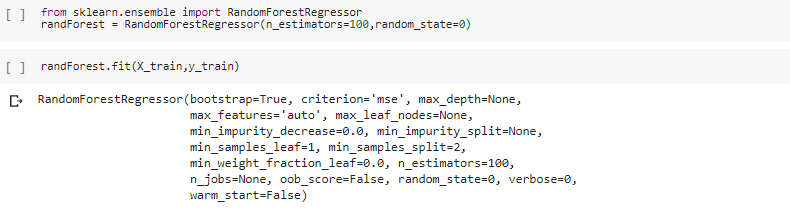 [ ] from sklearn.ensemble import RandomForestRegressor
randForest = RandomForestRegressor(n_estimators=100,random_state=0)
[ ] randForest.fit(X_train,y_train)
RandomForestRegressor(bootstrap=True, criterion='mse', max_depth=None,
max_features='auto', max_leaf_nodes=None,
min_impurity_decrease=0.0, min_impurity_split=None,
min_samples_leaf=1, min_samples_split=2,
min_weight_fraction_leaf=0.0, n_estimators=100,
n_jobs=None, oob_score=False, random_state=0, verbose=0,
warm_start=False)